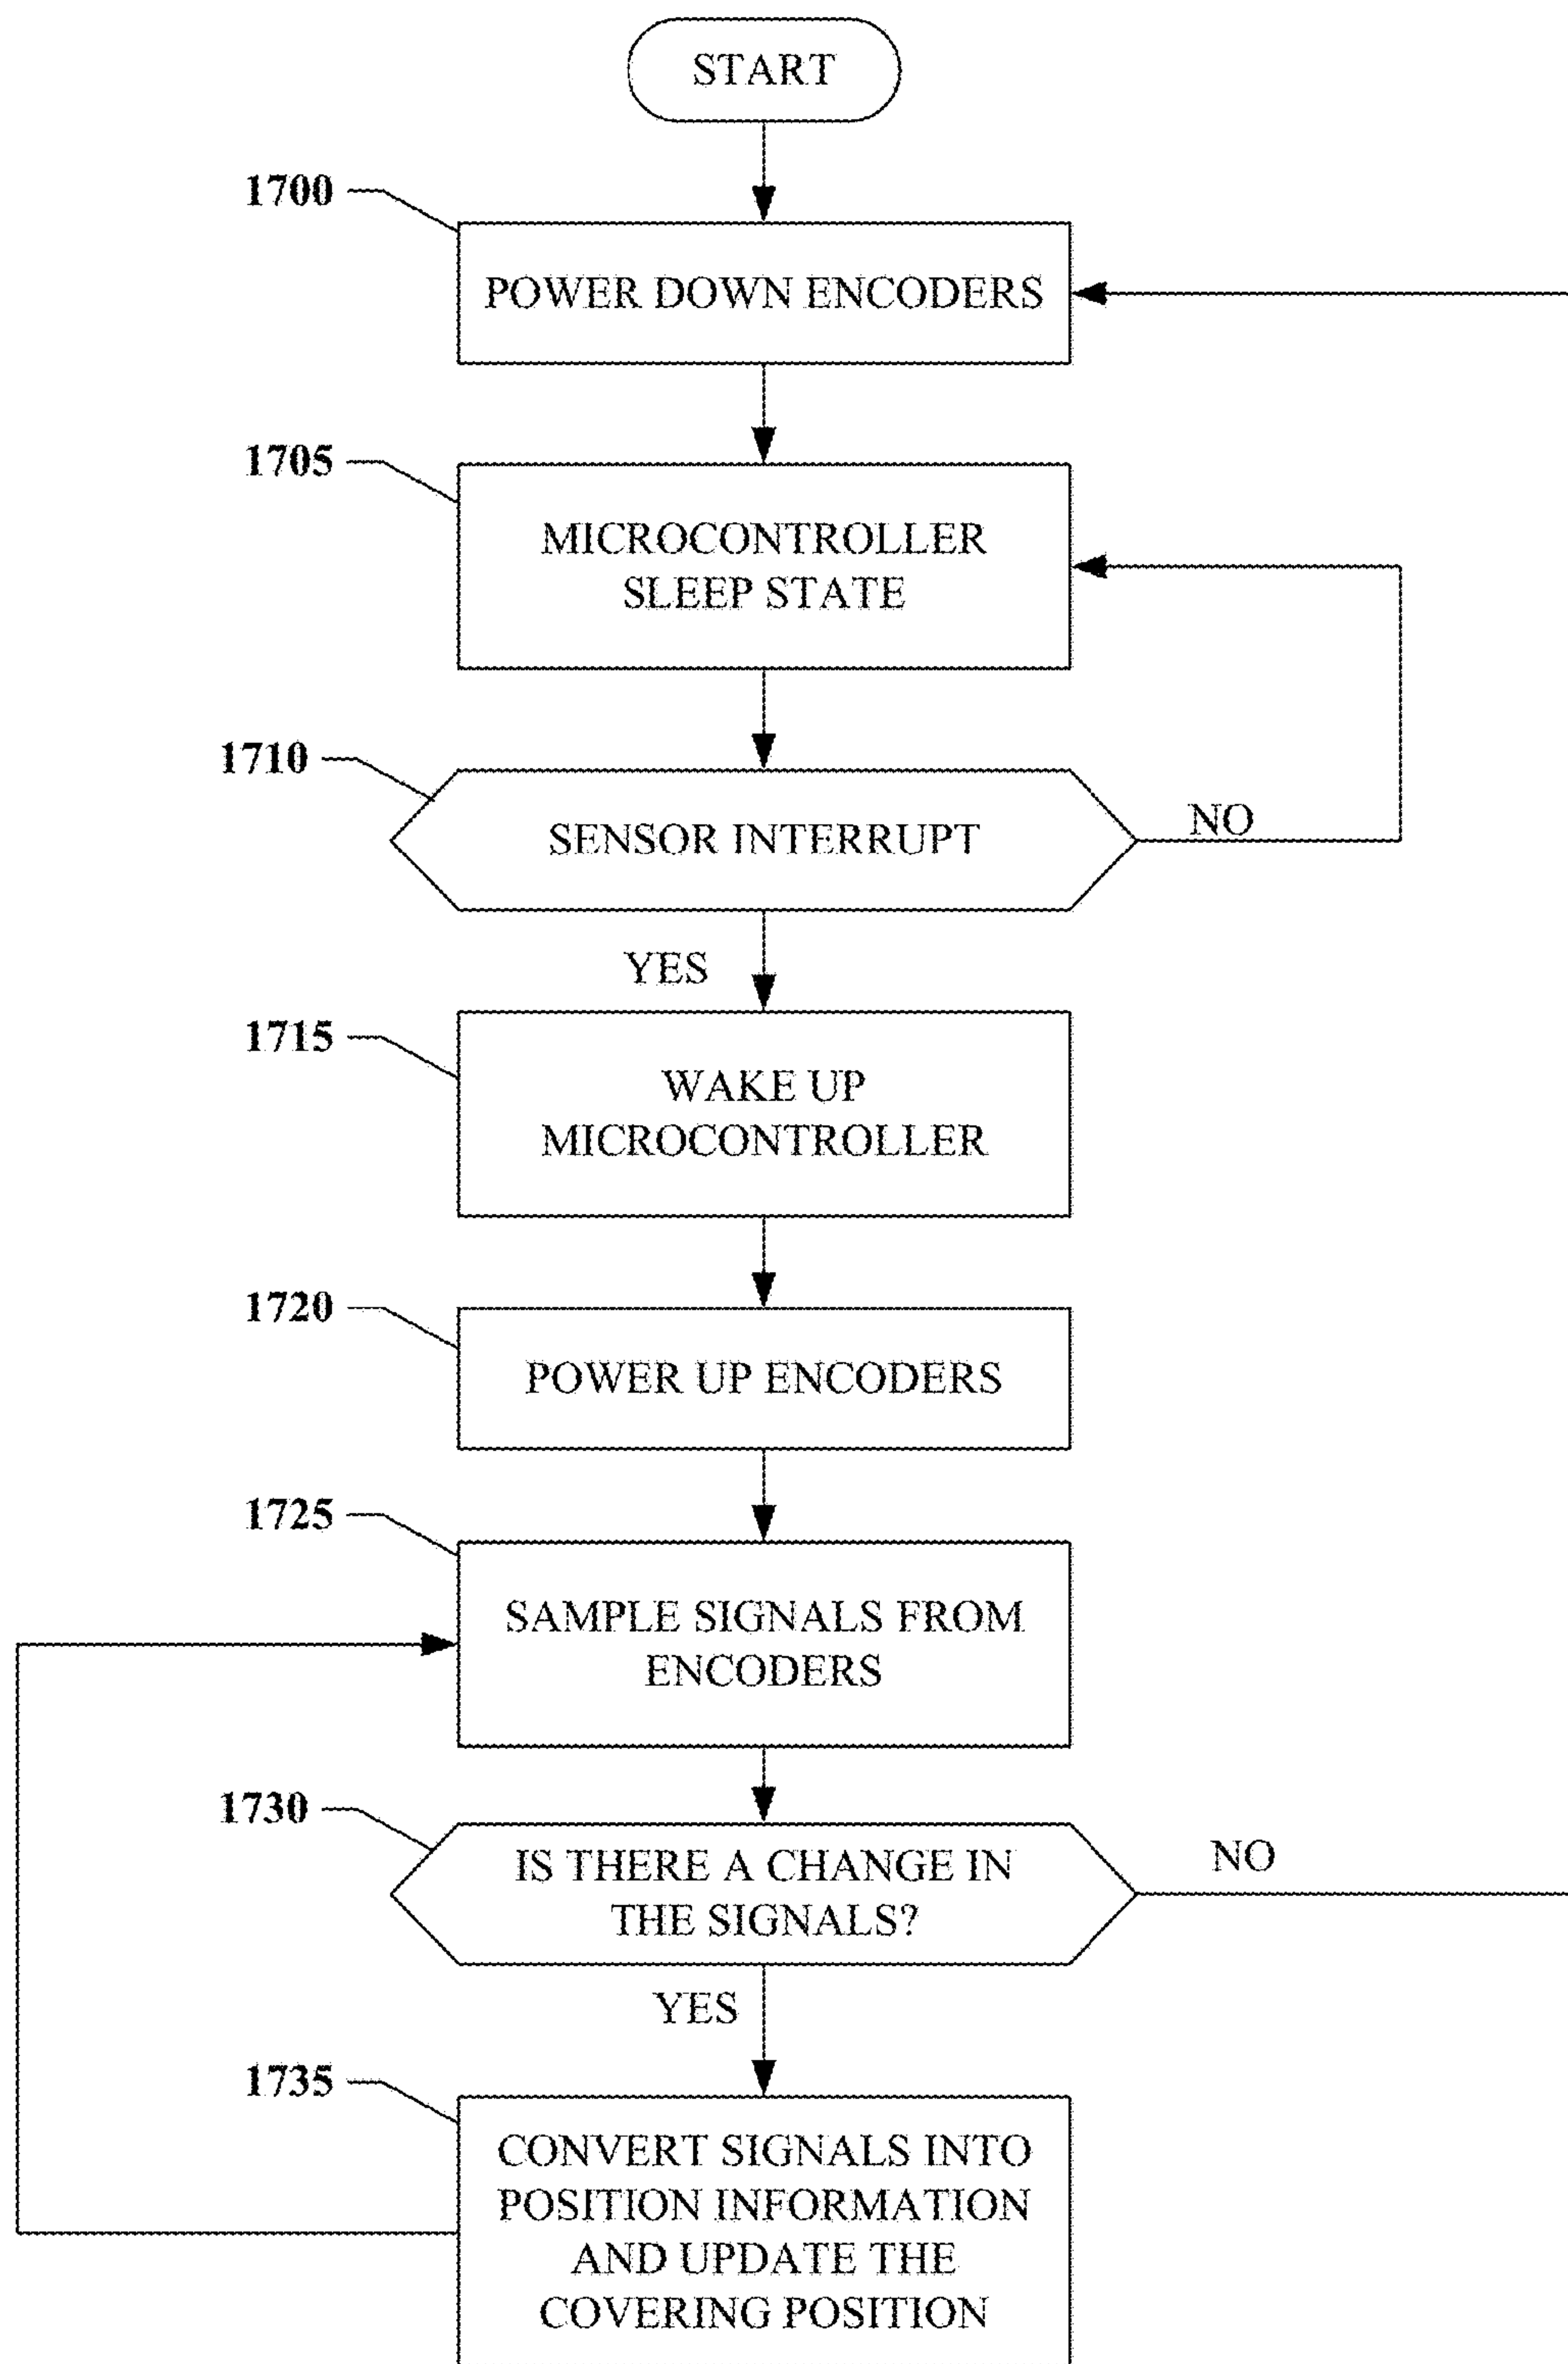 START
1700
POWER DOWN ENCODERS
1705
MICROCONTROLLER
SLEEP STATE
1710
SENSOR INTERRUPT
NO
YES
1715
WAKE UP
MICROCONTROLLER
1720
POWER UP ENCODERS
1725
SAMPLE SIGNALS FROM
ENCODERS
1730
IS THERE A CHANGE IN
THE SIGNALS?
NO
YES
1735
CONVERT SIGNALS INTO
POSITION INFORMATION
AND UPDATE THE
COVERING POSITION